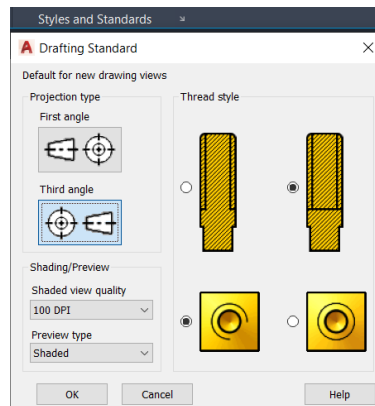 Styles and Standards
Drafting Standard
Default for new drawing views
Projection type
First angle
Third angle
Shading/Preview
Shaded view quality
100 DPI
Preview type
Shaded
Thread style
OK
Cancel
Help